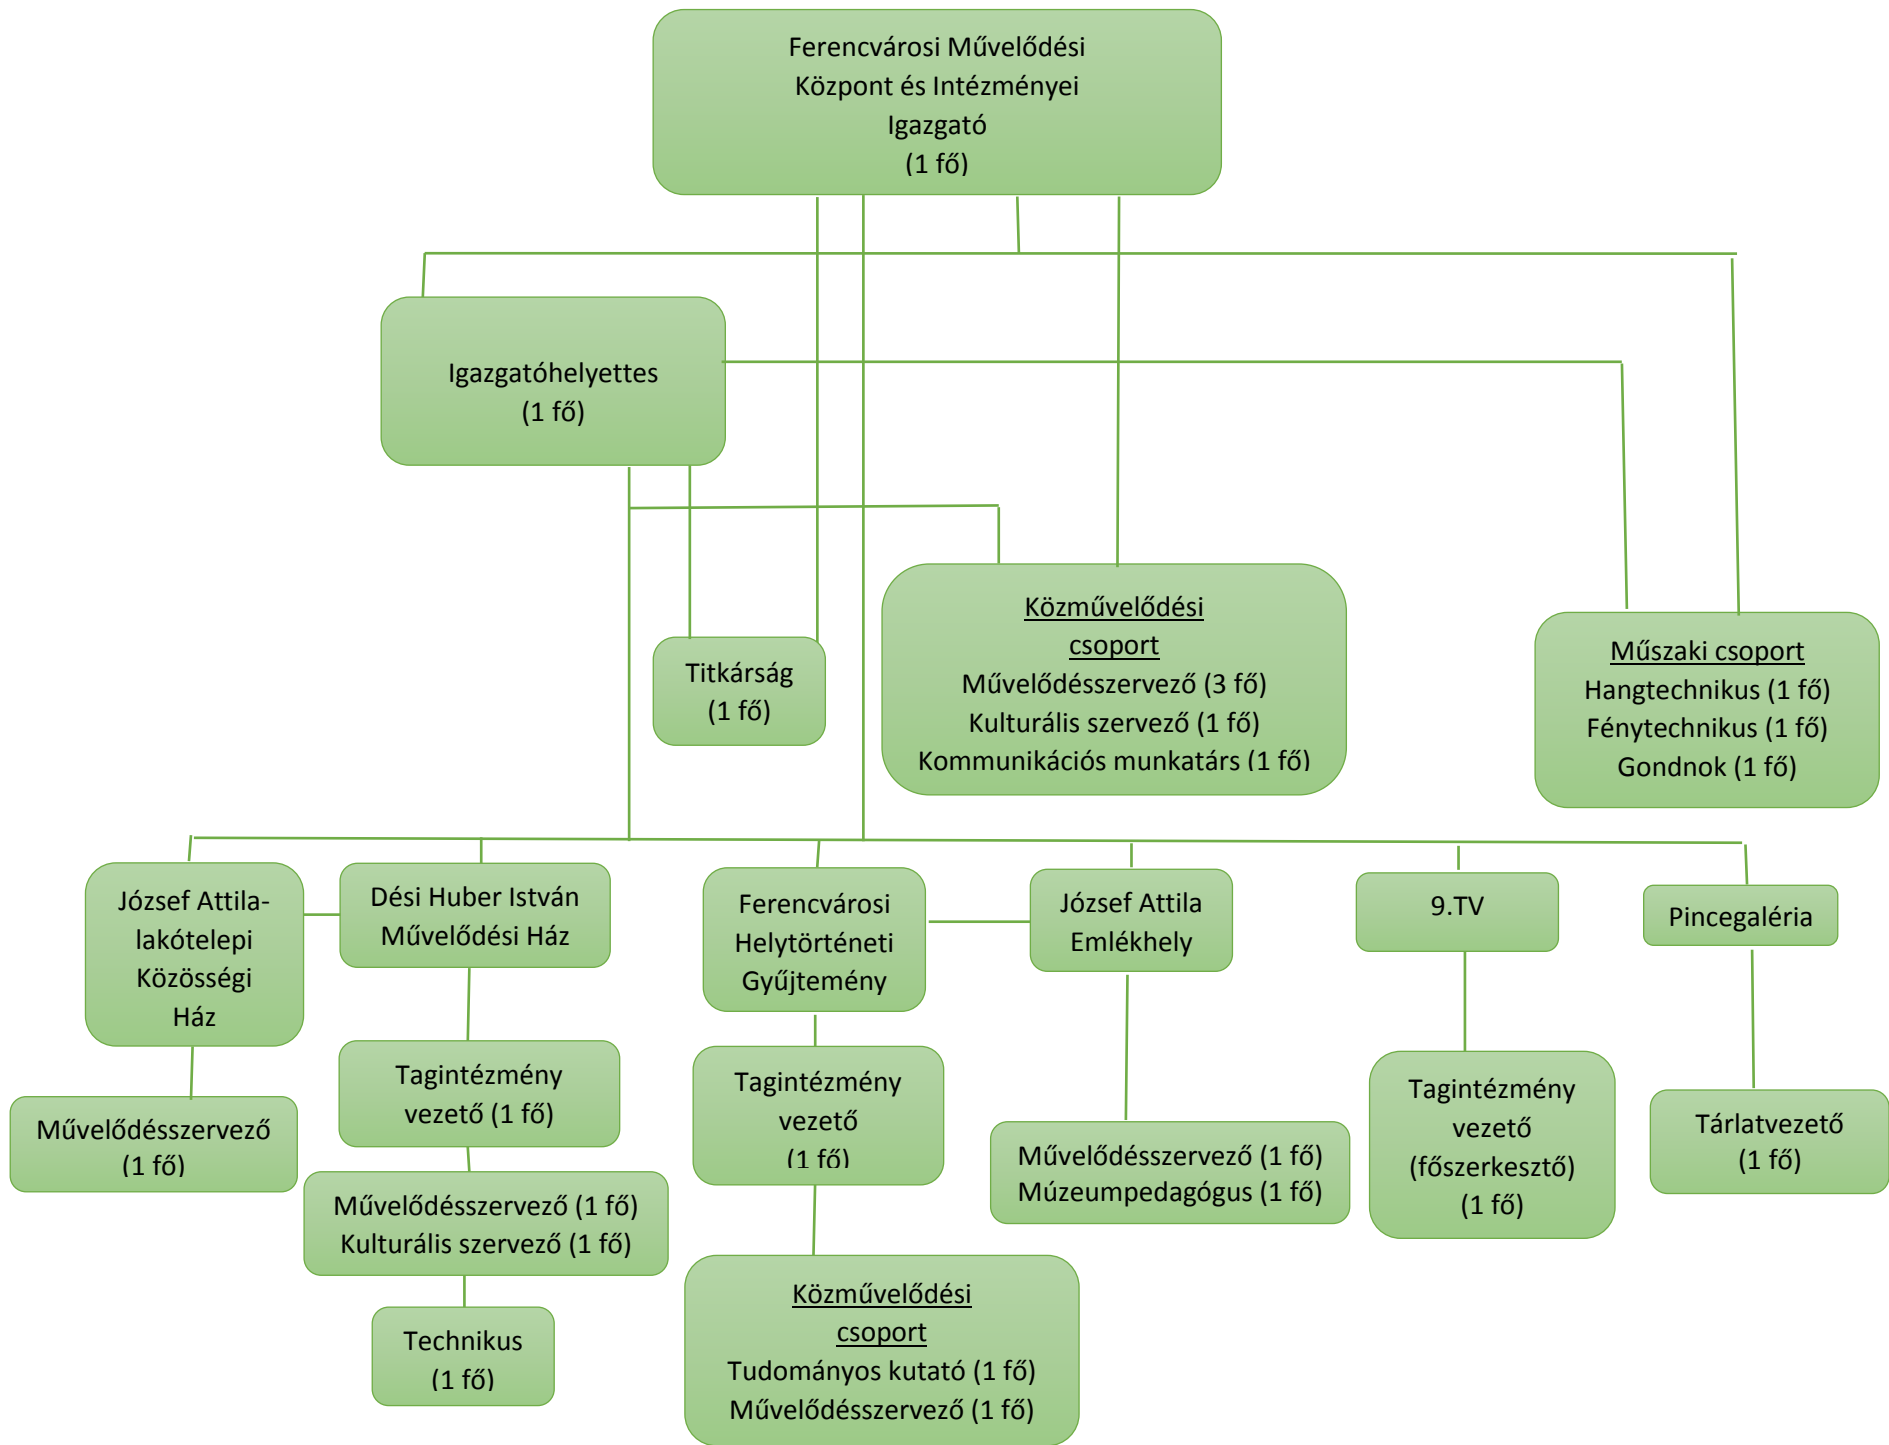 Ferencvárosi Művelődési
Központ és Intézményei
Igazgató
(1 fő)
Igazgatóhelyettes
(1 fő)
Titkárság
(1 fő)
Közművelődési
csoport
Művelődésszervező (3 fő)
Kulturális szervező (1 fő)
Kommunikációs munkatárs (1 fő)
Műszaki csoport
Hangtechnikus (1 fő)
Fénytechnikus (1 fő)
Gondnok (1 fő)
József Attila-
lakótelepi
Közösségi
Ház
Dési Huber István
Művelődési Ház
Ferencvárosi
Helytörténeti
Gyűjtemény
József Attila
Emlékhely
9.TV
Pincegaléria
Művelődésszervező
(1 fő)
Tagintézmény
vezető (1 fő)
Tagintézmény
vezető
(1 fő)
Művelődésszervező (1 fő)
Múzeumpedagógus (1 fő)
Tagintézmény
vezető
(főszerkesztő)
(1 fő)
Tárlatvezető
(1 fő)
Művelődésszervező (1 fő)
Kulturális szervező (1 fő)
Technikus
(1 fő)
Közművelődési
csoport
Tudományos kutató (1 fő)
Művelődésszervező (1 fő)